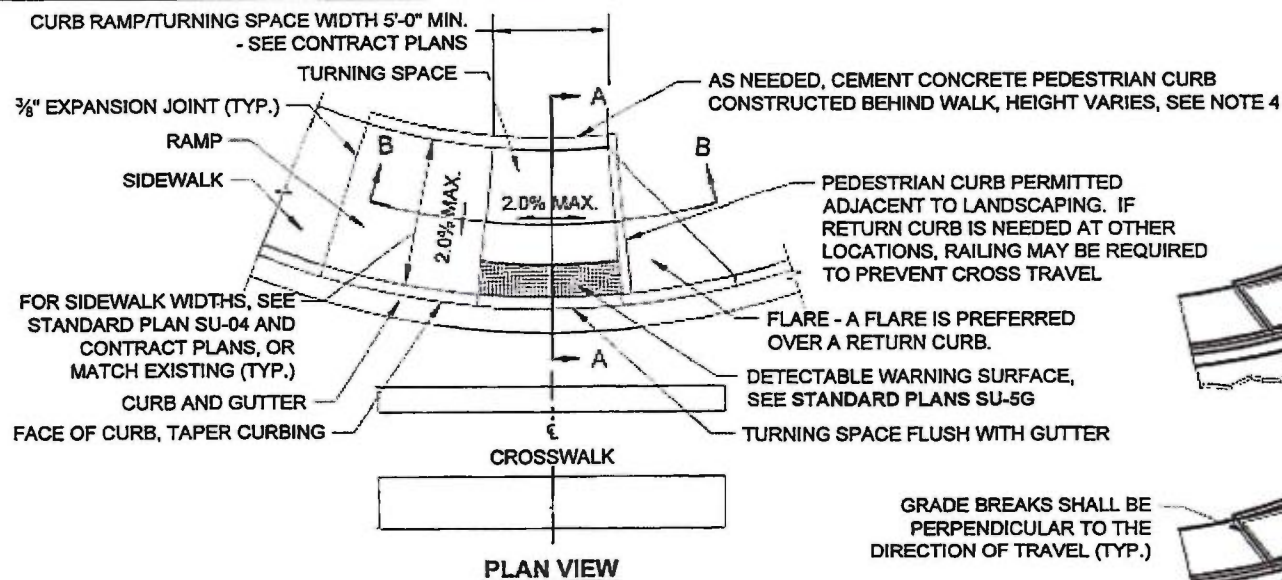 CURB RAMP/TURNING SPACE WIDTH 5'-0" MIN.
- SEE CONTRACT PLANS
TURNING SPACE
⅜" EXPANSION JOINT (TYP.)
RAMP
SIDEWALK
A
AS NEEDED, CEMENT CONCRETE PEDESTRIAN CURB
CONSTRUCTED BEHIND WALK, HEIGHT VARIES, SEE NOTE 4
B
B
2.0% MAX.
2.0% MAX.
PEDESTRIAN CURB PERMITTED
ADJACENT TO LANDSCAPING. IF
RETURN CURB IS NEEDED AT OTHER
LOCATIONS, RAILING MAY BE REQUIRED
TO PREVENT CROSS TRAVEL
FOR SIDEWALK WIDTHS, SEE
STANDARD PLAN SU-04 AND
CONTRACT PLANS, OR
MATCH EXISTING (TYP.)
CURB AND GUTTER
FACE OF CURB, TAPER CURBING
FLARE - A FLARE IS PREFERRED
OVER A RETURN CURB.
A
DETECTABLE WARNING SURFACE,
SEE STANDARD PLANS SU-5G
TURNING SPACE FLUSH WITH GUTTER
℄
CROSSWALK
GRADE BREAKS SHALL BE
PERPENDICULAR TO THE
DIRECTION OF TRAVEL (TYP.)
PLAN VIEW